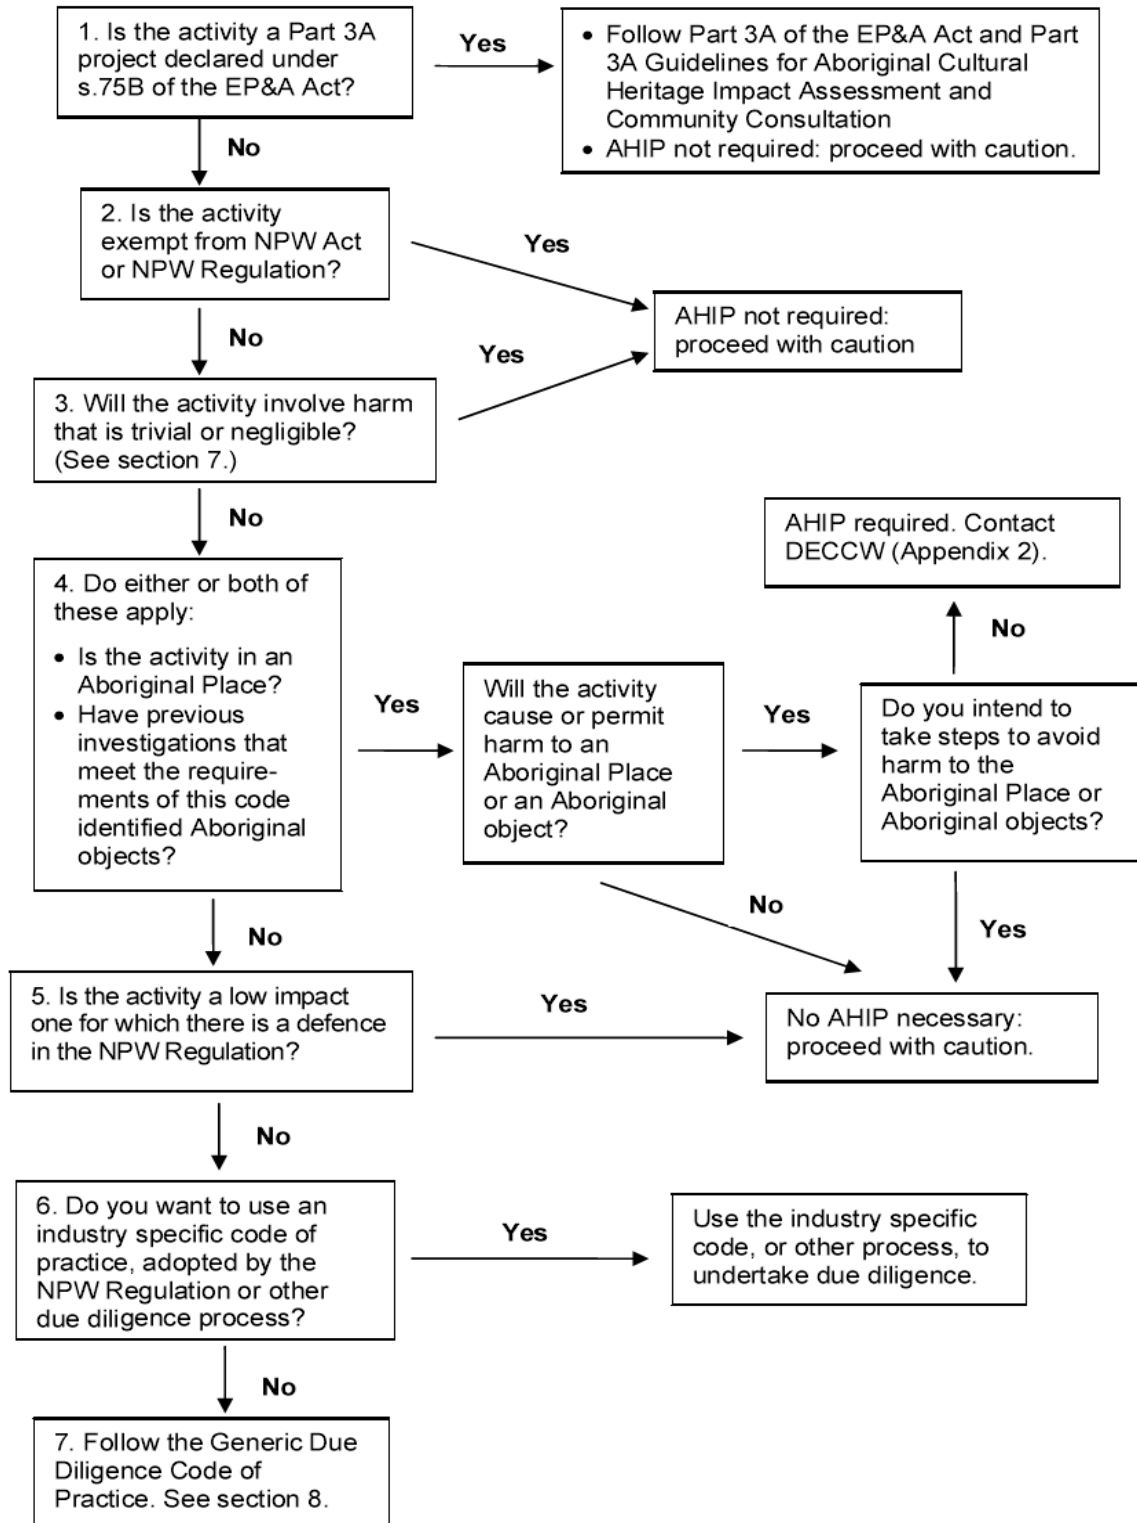 1. Is the activity a Part 3A
project declared under
s.75B of the EP&A Act?
Yes
• Follow Part 3A of the EP&A Act and Part
3A Guidelines for Aboriginal Cultural
Heritage Impact Assessment and
Community Consultation
• AHIP not required: proceed with caution.
No
2. Is the activity
exempt from NPW Act
or NPW Regulation?
Yes
AHIP not required:
proceed with caution
No
Yes
3. Will the activity involve harm
that is trivial or negligible?
(See section 7.)
No
AHIP required. Contact
DECCW (Appendix 2).
No
4. Do either or both of
these apply:
• Is the activity in an
Aboriginal Place?
• Have previous
investigations that
meet the require-
ments of this code
identified Aboriginal
objects?
Yes
Will the activity
cause or permit
harm to an
Aboriginal Place
or an Aboriginal
object?
Yes
Do you intend to
take steps to avoid
harm to the
Aboriginal Place or
Aboriginal objects?
No
Yes
No
5. Is the activity a low impact
one for which there is a defence
in the NPW Regulation?
Yes
No AHIP necessary:
proceed with caution.
No
6. Do you want to use an
industry specific code of
practice, adopted by the
NPW Regulation or other
due diligence process?
Yes
Use the industry specific
code, or other process, to
undertake due diligence.
No
7. Follow the Generic Due
Diligence Code of
Practice. See section 8.